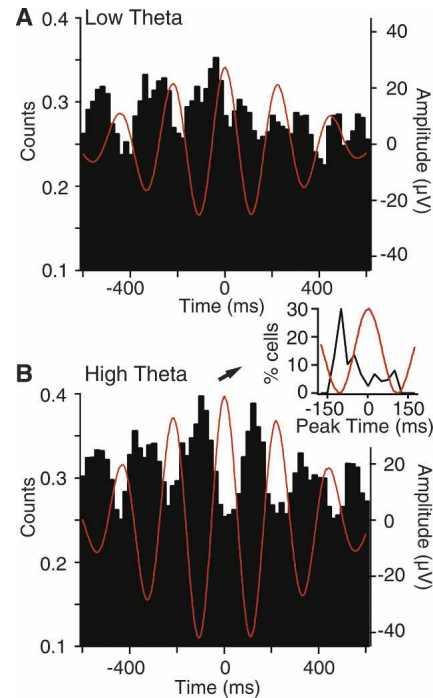 A Low Theta
0.4
0.3
0.2
0.1
Counts
40
20
0
-20
-40
Amplitude (µV)
-400 0 400
Time (ms)
30
20
10
0
% cells
-150 0 150
Peak Time (ms)
B High Theta
0.4
0.3
0.2
0.1
Counts
20
0
-20
-40
Amplitude (µV)
-400 0 400
Time (ms)